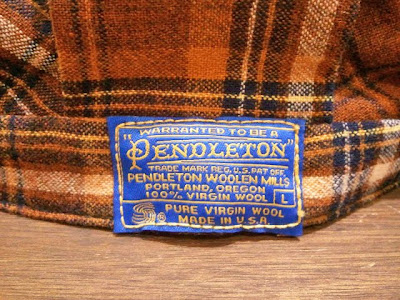 WARRANTED TO BE A
"PENDLETON"
TRADE MARK REG. U.S. PAT. OFF.
PENDLETON WOOLEN MILLS
PORTLAND, OREGON
100% VIRGIN WOOL L
PURE VIRGIN WOOL
MADE IN U.S.A.